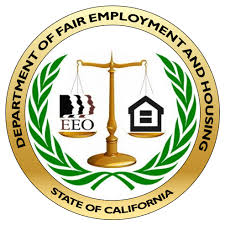 DEPARTMENT OF FAIR EMPLOYMENT AND HOUSING
EEO
STATE OF CALIFORNIA